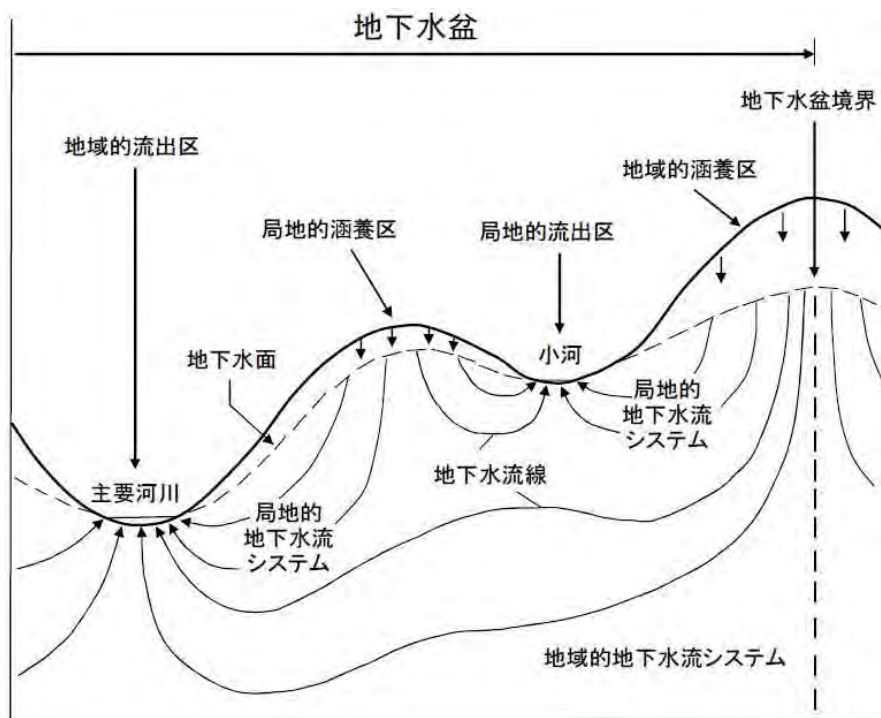 地下水盆
地下水盆境界
地域的流出区
地域的涵養区
局地的涵養区
局地的流出区
小河
地下水面
局地的
地下水流
システム
地下水流線
主要河川
局地的
地下水流
システム
地域的地下水流システム